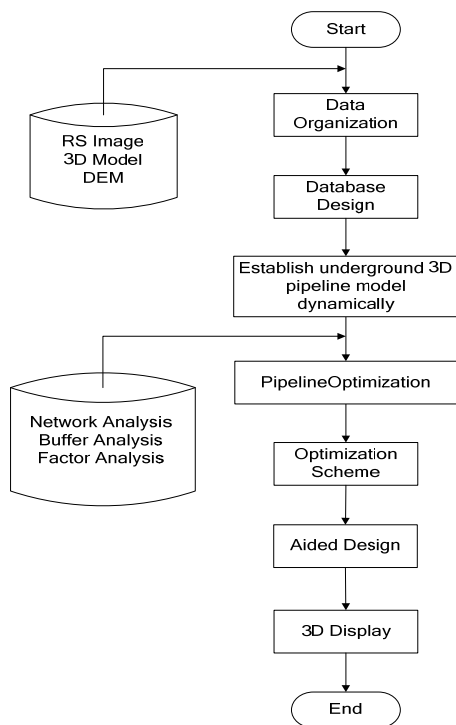 Start
RS Image
3D Model
DEM
Data
Organization
Database
Design
Establish underground 3D
pipeline model
dynamically
Network Analysis
Buffer Analysis
Factor Analysis
PipelineOptimization
Optimization
Scheme
Aided Design
3D Display
End